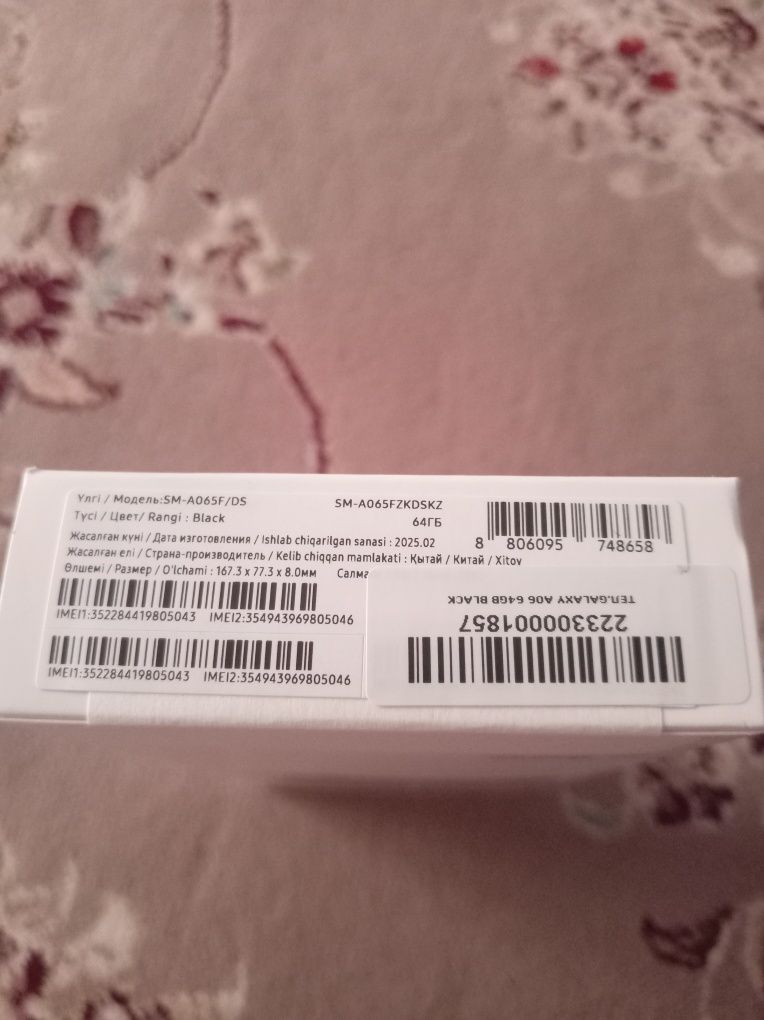 Үлгі / Модель:SM-A065F/DS
SM-A065FZKDSKZ
Түсі / Цвет/ Rangi : Black
64ГБ
Жасалған күні / Дата изготовления / Ishlab chiqarilgan sanasi : 2025.02
Жасалған елі / Страна-производитель / Kelib chiqqan mamlakati : Қытай / Китай / Xitoy
Өлшемі / Размер / O'lchami : 167.3 x 77.3 x 8.0мм
8 806095 748658
IMEI1:352284419805043 IMEI2:354943969805046
IMEI1:352284419805043 IMEI2:354943969805046
ТЕЛ.GALAXY A06 64GB BLACK
2233000001857